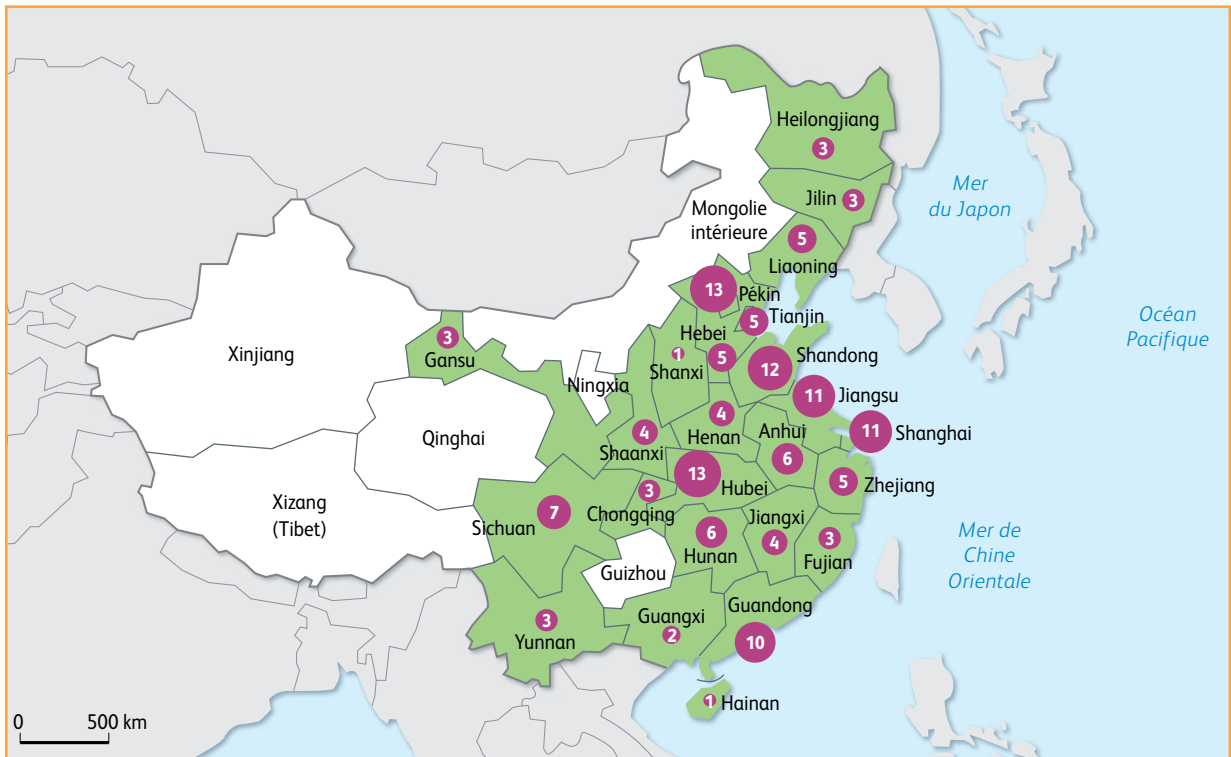 Heilongjiang
3
Jilin
3
Mer
du Japon
Mongolie
intérieure
5
Liaoning
13
Pékin
5
Tianjin
Océan
Pacifique
3
Gansu
Hebei
5
1
Shanxi
Shandong
12
Xinjiang
Ningxia
11
Jiangsu
4
Henan
Anhui
6
11
Shanghai
Qinghai
4
Shaanxi
13
Hubei
5
Zhejiang
Xizang
(Tibet)
7
Sichuan
3
Chongqing
6
Hunan
Jiangxi
4
3
Fujian
Mer de
Chine
Orientale
Guizhou
3
Yunnan
Guangxi
2
Guandong
10
1
Hainan
0
500 km